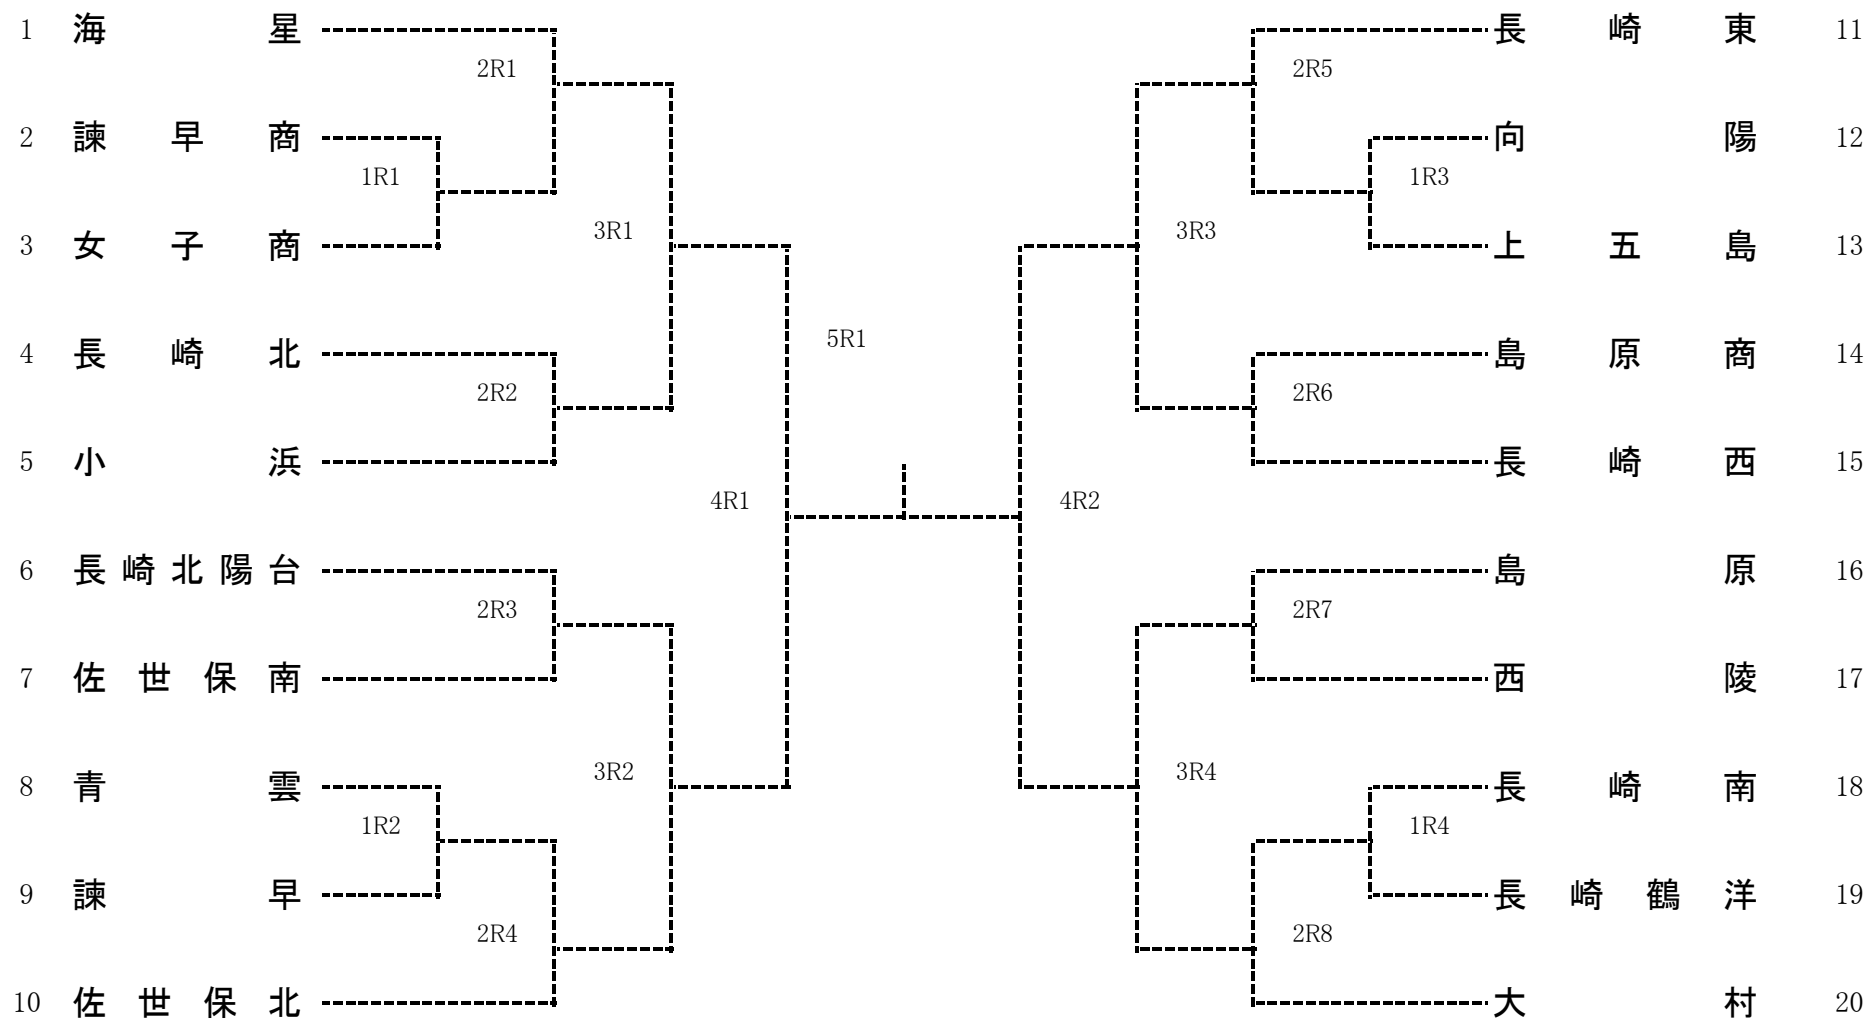 1 海星 長崎東 11
2R1 2R5
2 諫早商 向陽 12
1R1 1R3
3 女子商 3R1 3R3 上五島 13
5R1
4 長崎北 島原商 14
2R2 2R6
5 小浜 長崎西 15
4R1 4R2
6 長崎北陽台 島原 16
2R3 2R7
7 佐世保南 西陵 17
3R2 3R4
8 青雲 長崎南 18
1R2 1R4
9 諫早 長崎鶴洋 19
2R4 2R8
10 佐世保北 大村 20